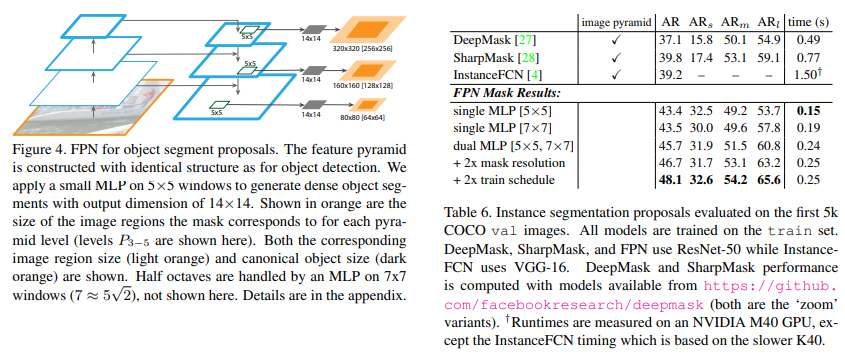 5x5
14x14
320x320 [256x256]
5x5
14x14
160x160 [128x128]
5x5
14x14
80x80 [64x64]
Figure 4. FPN for object segment proposals. The feature pyramid
is constructed with identical structure as for object detection. We
apply a small MLP on 5×5 windows to generate dense object seg-
ments with output dimension of 14×14. Shown in orange are the
size of the image regions the mask corresponds to for each pyra-
mid level (levels P3−5 are shown here). Both the corresponding
image region size (light orange) and canonical object size (dark
orange) are shown. Half octaves are handled by an MLP on 7x7
windows (7 ≈ 5√2), not shown here. Details are in the appendix.
image pyramid AR ARs ARm ARl time (s)
DeepMask [27] ✓ 37.1 15.8 50.1 54.9 0.49
SharpMask [28] ✓ 39.8 17.4 53.1 59.1 0.77
InstanceFCN [4] ✓ 39.2 – – – 1.50†
FPN Mask Results:
single MLP [5×5] 43.4 32.5 49.2 53.7 0.15
single MLP [7×7] 43.5 30.0 49.6 57.8 0.19
dual MLP [5×5, 7×7] 45.7 31.9 51.5 60.8 0.24
+ 2x mask resolution 46.7 31.7 53.1 63.2 0.25
+ 2x train schedule 48.1 32.6 54.2 65.6 0.25
Table 6. Instance segmentation proposals evaluated on the first 5k
COCO val images. All models are trained on the train set.
DeepMask, SharpMask, and FPN use ResNet-50 while Instance-
FCN uses VGG-16. DeepMask and SharpMask performance
is computed with models available from https://github.
com/facebookresearch/deepmask (both are the ‘zoom’
variants). †Runtimes are measured on an NVIDIA M40 GPU, ex-
cept the InstanceFCN timing which is based on the slower K40.